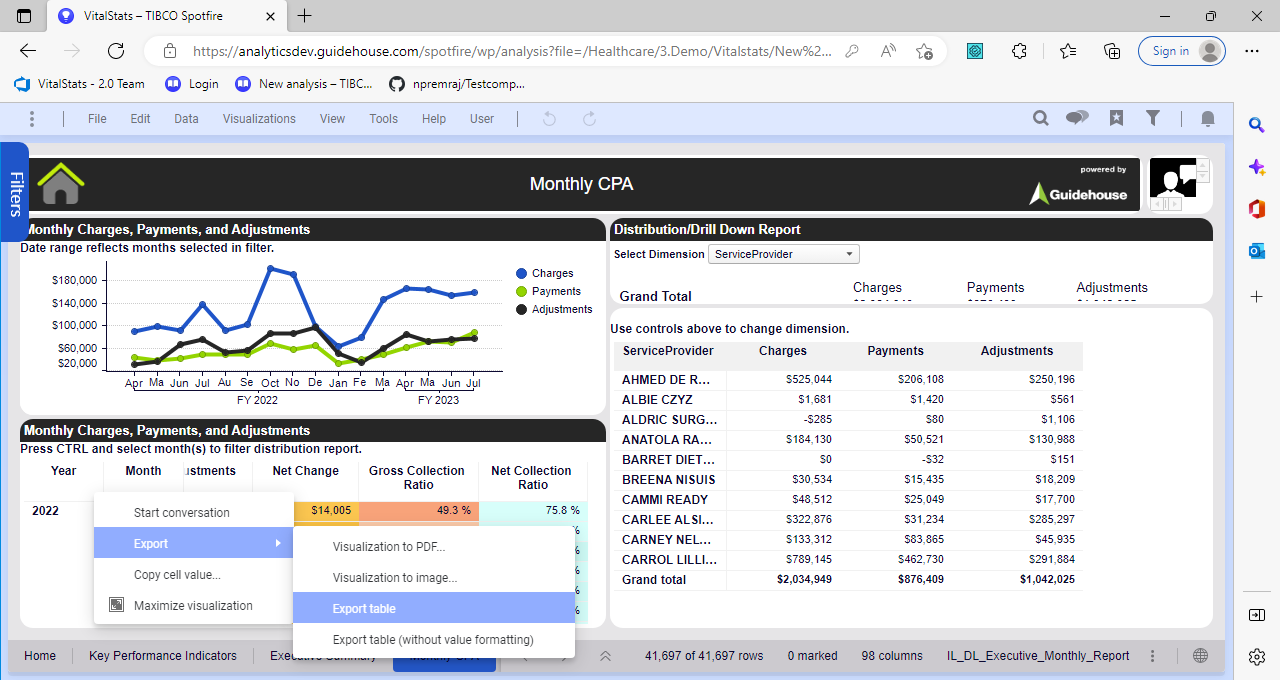 VitalStats – TIBCO Spotfire
https://analyticsdev.guidehouse.com/spotfire/wp/analysis?file=/Healthcare/3.Demo/Vitalstats/New%2...
Sign in
VitalStats - 2.0 Team
Login
New analysis – TIBC...
npremraj/Testcomp...
File Edit Data Visualizations View Tools Help User
Filters
Monthly CPA
powered by
Guidehouse
Monthly Charges, Payments, and Adjustments
Date range reflects months selected in filter.
$180,000
$140,000
$100,000
$60,000
$20,000
Apr Ma Jun Jul Au Se Oct No De Jan Fe Ma Apr Ma Jun Jul
FY 2022 FY 2023
Charges
Payments
Adjustments
Distribution/Drill Down Report
Select Dimension ServiceProvider
Charges Payments Adjustments
Grand Total
Use controls above to change dimension.
ServiceProvider Charges Payments Adjustments
AHMED DE R... $525,044 $206,108 $250,196
ALBIE CZYZ $1,681 $1,420 $561
ALDRIC SURG... -$285 $80 $1,106
ANATOLA RA... $184,130 $50,521 $130,988
BARRET DIET... $0 -$32 $151
BREENA NISUIS $30,534 $15,435 $18,209
CAMMI READY $48,512 $25,049 $17,700
CARLEE ALSI... $322,876 $31,234 $285,297
CARNEY NEL... $133,312 $83,865 $45,935
CARROL LILLI... $789,145 $462,730 $291,884
Grand total $2,034,949 $876,409 $1,042,025
Monthly Charges, Payments, and Adjustments
Press CTRL and select month(s) to filter distribution report.
Year Month ustments Net Change Gross Collection Net Collection
Ratio Ratio
2022 $14,005 49.3 % 75.8 %
%
%
%
%
%
Start conversation
Export
Copy cell value...
Maximize visualization
Visualization to PDF...
Visualization to image...
Export table
Export table (without value formatting)
Home Key Performance Indicators Executive Summary Monthly CPA 41,697 of 41,697 rows 0 marked 98 columns IL_DL_Executive_Monthly_Report